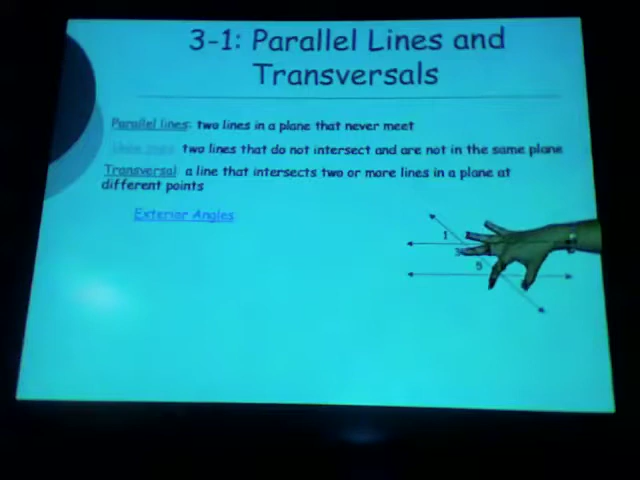 3-1: Parallel Lines and
Transversals
Parallel lines: two lines in a plane that never meet
two lines that do not intersect and are not in the same plane
Transversal: a line that intersects two or more lines in a plane at
different points
Exterior Angles
1
3
5